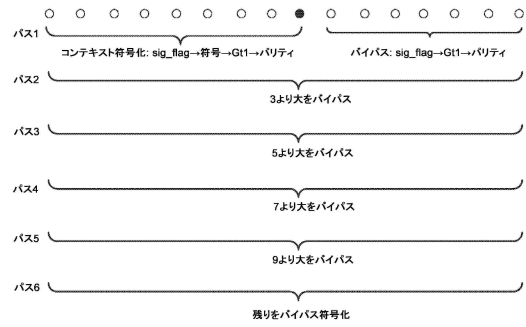 パス1
コンテキスト符号化: sig_flag→符号→Gt1→パリティ
バイパス: sig_flag→Gt1→パリティ
パス2
3より大をバイパス
パス3
5より大をバイパス
パス4
7より大をバイパス
パス5
9より大をバイパス
パス6
残りをバイパス符号化